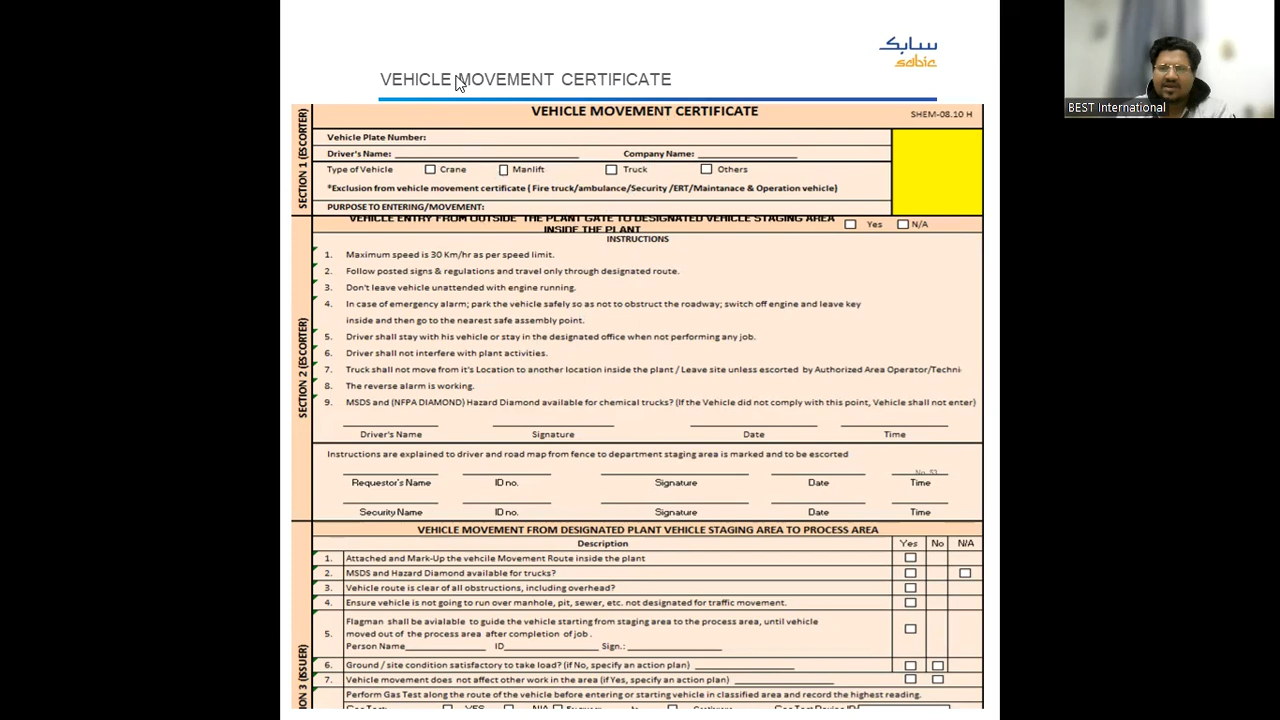 سابك
sabic
VEHICLE MOVEMENT CERTIFICATE
BEST International
VEHICLE MOVEMENT CERTIFICATE
SHEM-08.10 H
SECTION 1 (ESCORTER)
Vehicle Plate Number:
Driver's Name: Company Name:
Type of Vehicle Crane Manlift Truck Others
*Exclusion from vehicle movement certificate ( Fire truck/ambulance/Security /ERT/Maintanace & Operation vehicle)
PURPOSE TO ENTERING/MOVEMENT:
SECTION 2 (ESCORTER)
VEHICLE ENTRY FROM OUTSIDE THE PLANT GATE TO DESIGNATED VEHICLE STAGING AREA
INSIDE THE PLANT
Yes N/A
INSTRUCTIONS
1. Maximum speed is 30 Km/hr as per speed limit.
2. Follow posted signs & regulations and travel only through designated route.
3. Don't leave vehicle unattended with engine running.
4. In case of emergency alarm; park the vehicle safely so as not to obstruct the roadway; switch off engine and leave key
inside and then go to the nearest safe assembly point.
5. Driver shall stay with his vehicle or stay in the designated office when not performing any job.
6. Driver shall not interfere with plant activities.
7. Truck shall not move from it's Location to another location inside the plant / Leave site unless escorted by Authorized Area Operator/Techni
8. The reverse alarm is working.
9. MSDS and (NFPA DIAMOND) Hazard Diamond available for chemical trucks? (If the Vehicle did not comply with this point, Vehicle shall not enter)
Driver's Name Signature Date Time
Instructions are explained to driver and road map from fence to department staging area is marked and to be escorted
Requestor's Name ID no. Signature Date Time
Security Name ID no. Signature Date Time
VEHICLE MOVEMENT FROM DESIGNATED PLANT VEHICLE STAGING AREA TO PROCESS AREA
Description Yes No N/A
1. Attached and Mark-Up the vehcile Movement Route inside the plant
2. MSDS and Hazard Diamond available for trucks?
3. Vehicle route is clear of all obstructions, including overhead?
4. Ensure vehicle is not going to run over manhole, pit, sewer, etc. not designated for traffic movement.
5. Flagman shall be avialable to guide the vehicle starting from staging area to the process area, until vehicle
moved out of the process area after completion of job .
Person Name ID Sign.:
6. Ground / site condition satisfactory to take load? (if No, specify an action plan)
7. Vehicle movement does not affect other work in the area (if Yes, specify an action plan)
Perform Gas Test along the route of the vehicle before entering or starting vehicle in classified area and record the highest reading.
ON 3 (ISSUER)